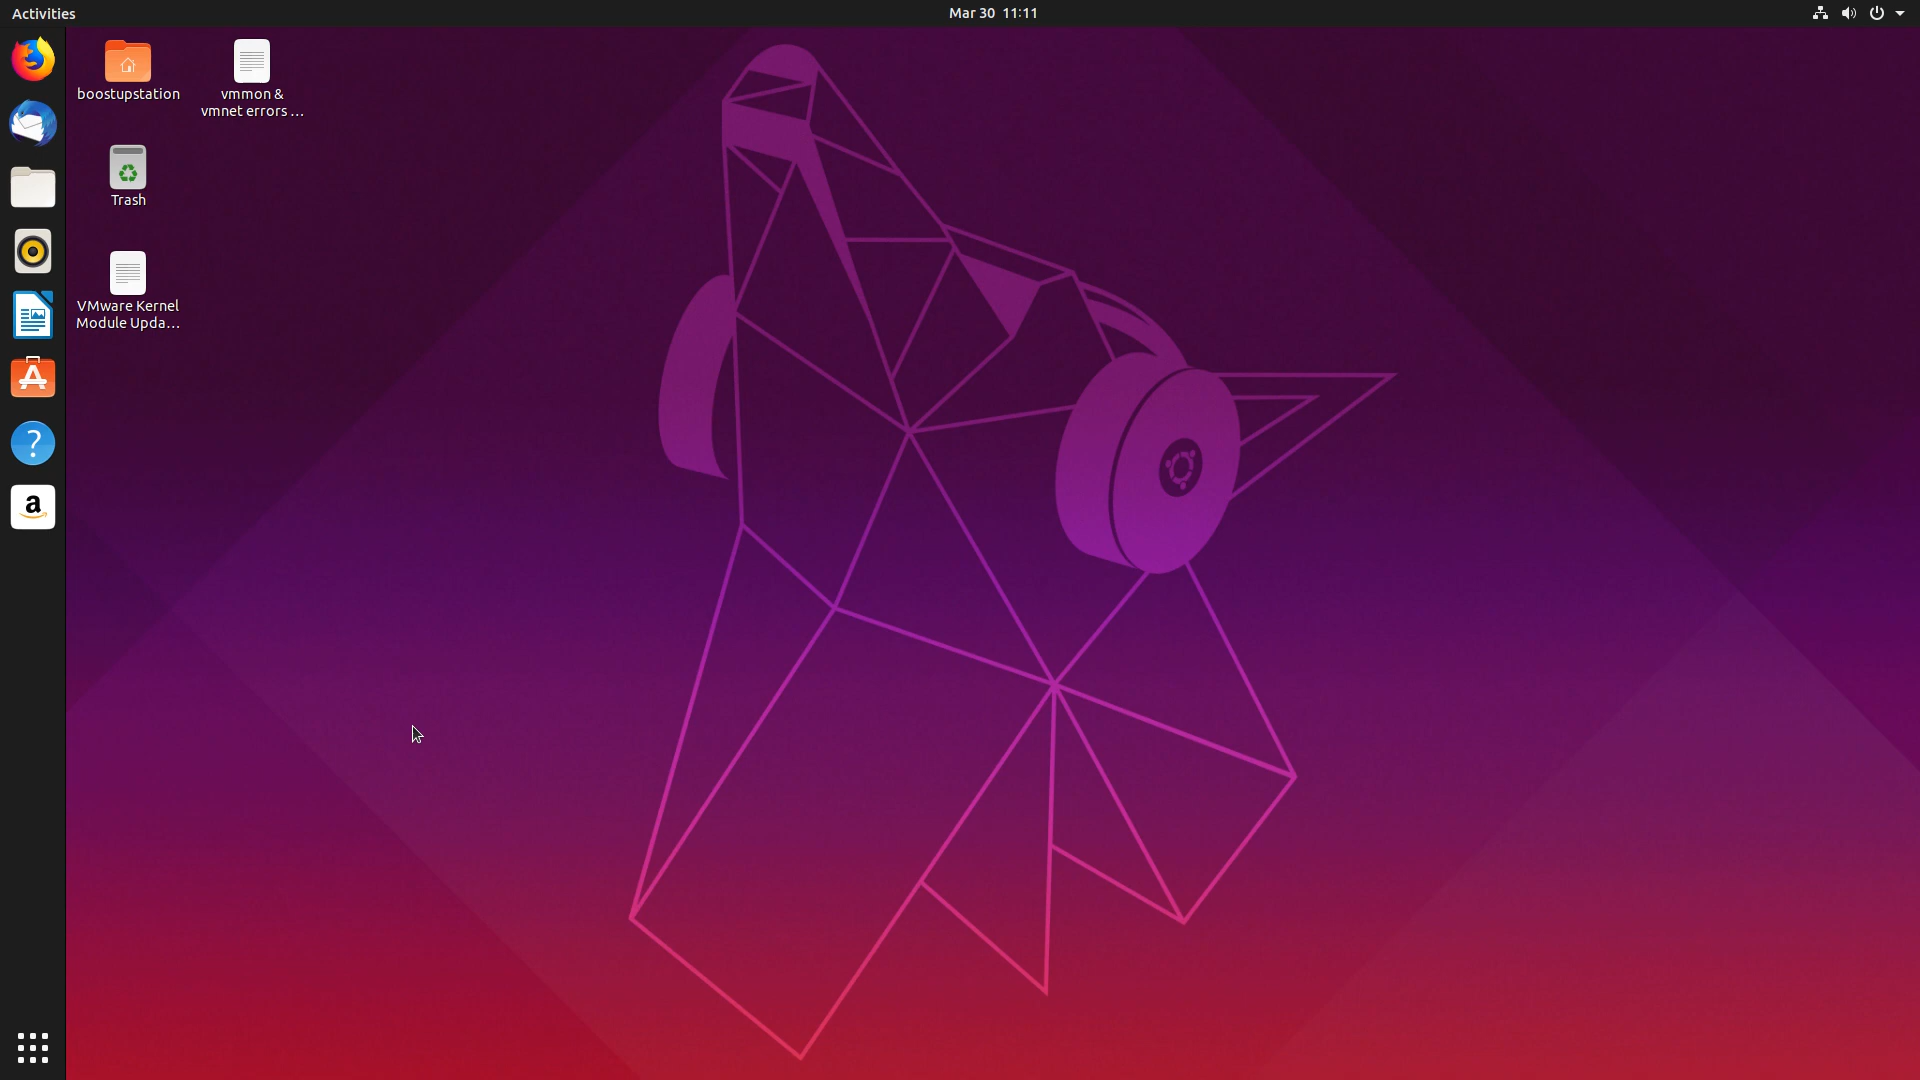 Activities
Mar 30 11:11
boostupstation
vmmon &
vmnet errors ...
Trash
VMware Kernel
Module Upda...
?
a